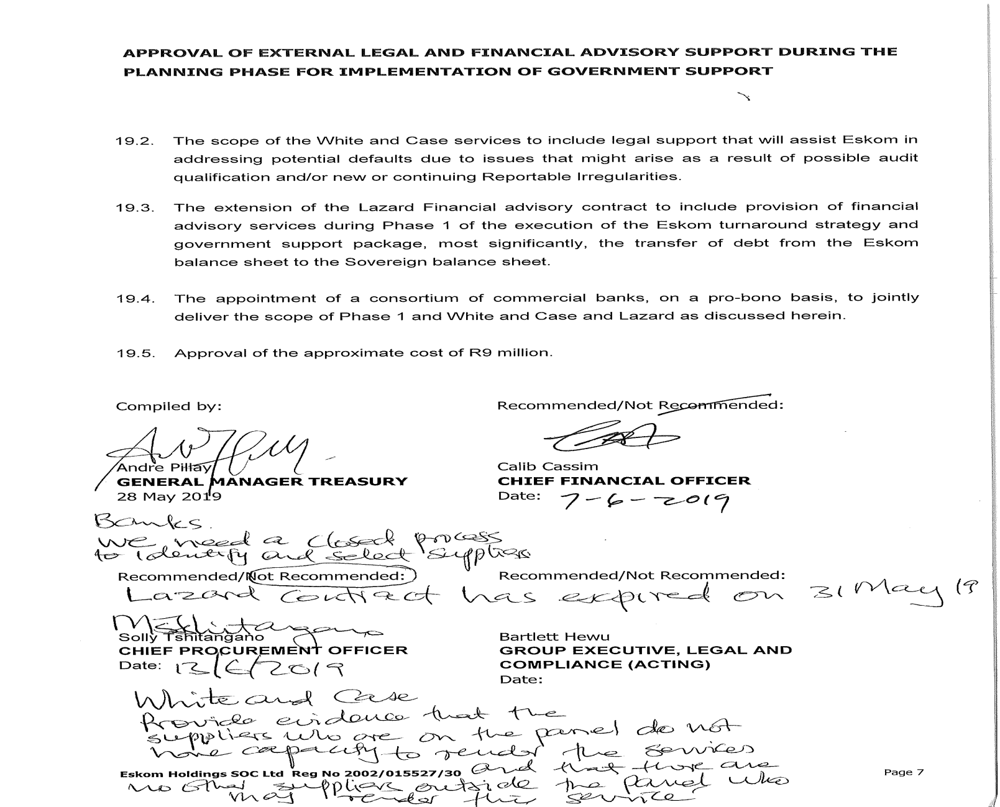 APPROVAL OF EXTERNAL LEGAL AND FINANCIAL ADVISORY SUPPORT DURING THE
PLANNING PHASE FOR IMPLEMENTATION OF GOVERNMENT SUPPORT
19.2. The scope of the White and Case services to include legal support that will assist Eskom in
addressing potential defaults due to issues that might arise as a result of possible audit
qualification and/or new or continuing Reportable Irregularities.
19.3. The extension of the Lazard Financial advisory contract to include provision of financial
advisory services during Phase 1 of the execution of the Eskom turnaround strategy and
government support package, most significantly, the transfer of debt from the Eskom
balance sheet to the Sovereign balance sheet.
19.4. The appointment of a consortium of commercial banks, on a pro-bono basis, to jointly
deliver the scope of Phase 1 and White and Case and Lazard as discussed herein.
19.5. Approval of the approximate cost of R9 million.
Compiled by: Recommended/Not Recommended:
Andre Pillay Calib Cassim
GENERAL MANAGER TREASURY CHIEF FINANCIAL OFFICER
28 May 2019 Date: 7-6-2019
Banks.
we need a closed process
to identify and select suppliers
Recommended/Not Recommended: Recommended/Not Recommended:
Lazard contract has expired on 31 May 19
Solly Tshitangano Bartlett Hewu
CHIEF PROCUREMENT OFFICER GROUP EXECUTIVE, LEGAL AND
Date: 13/6/2019 COMPLIANCE (ACTING)
Date:
White and Case
Provide evidence that the
suppliers who are on the panel do not
have capacity to render the services
and that there are
Eskom Holdings SOC Ltd Reg No 2002/015527/30 Page 7
no other suppliers outside the panel who
may render this service